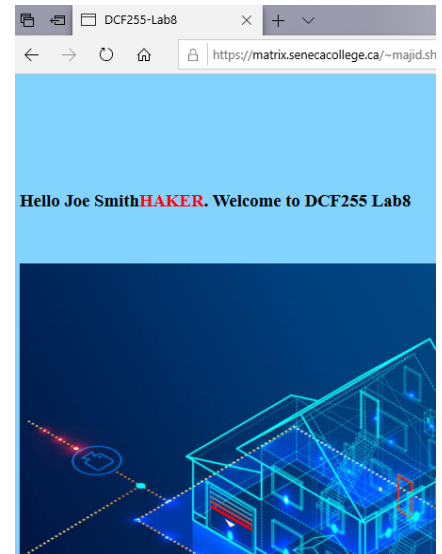 DCF255-Lab8
https://matrix.senecacollege.ca/~majid.sh
Hello Joe SmithHAKER. Welcome to DCF255 Lab8